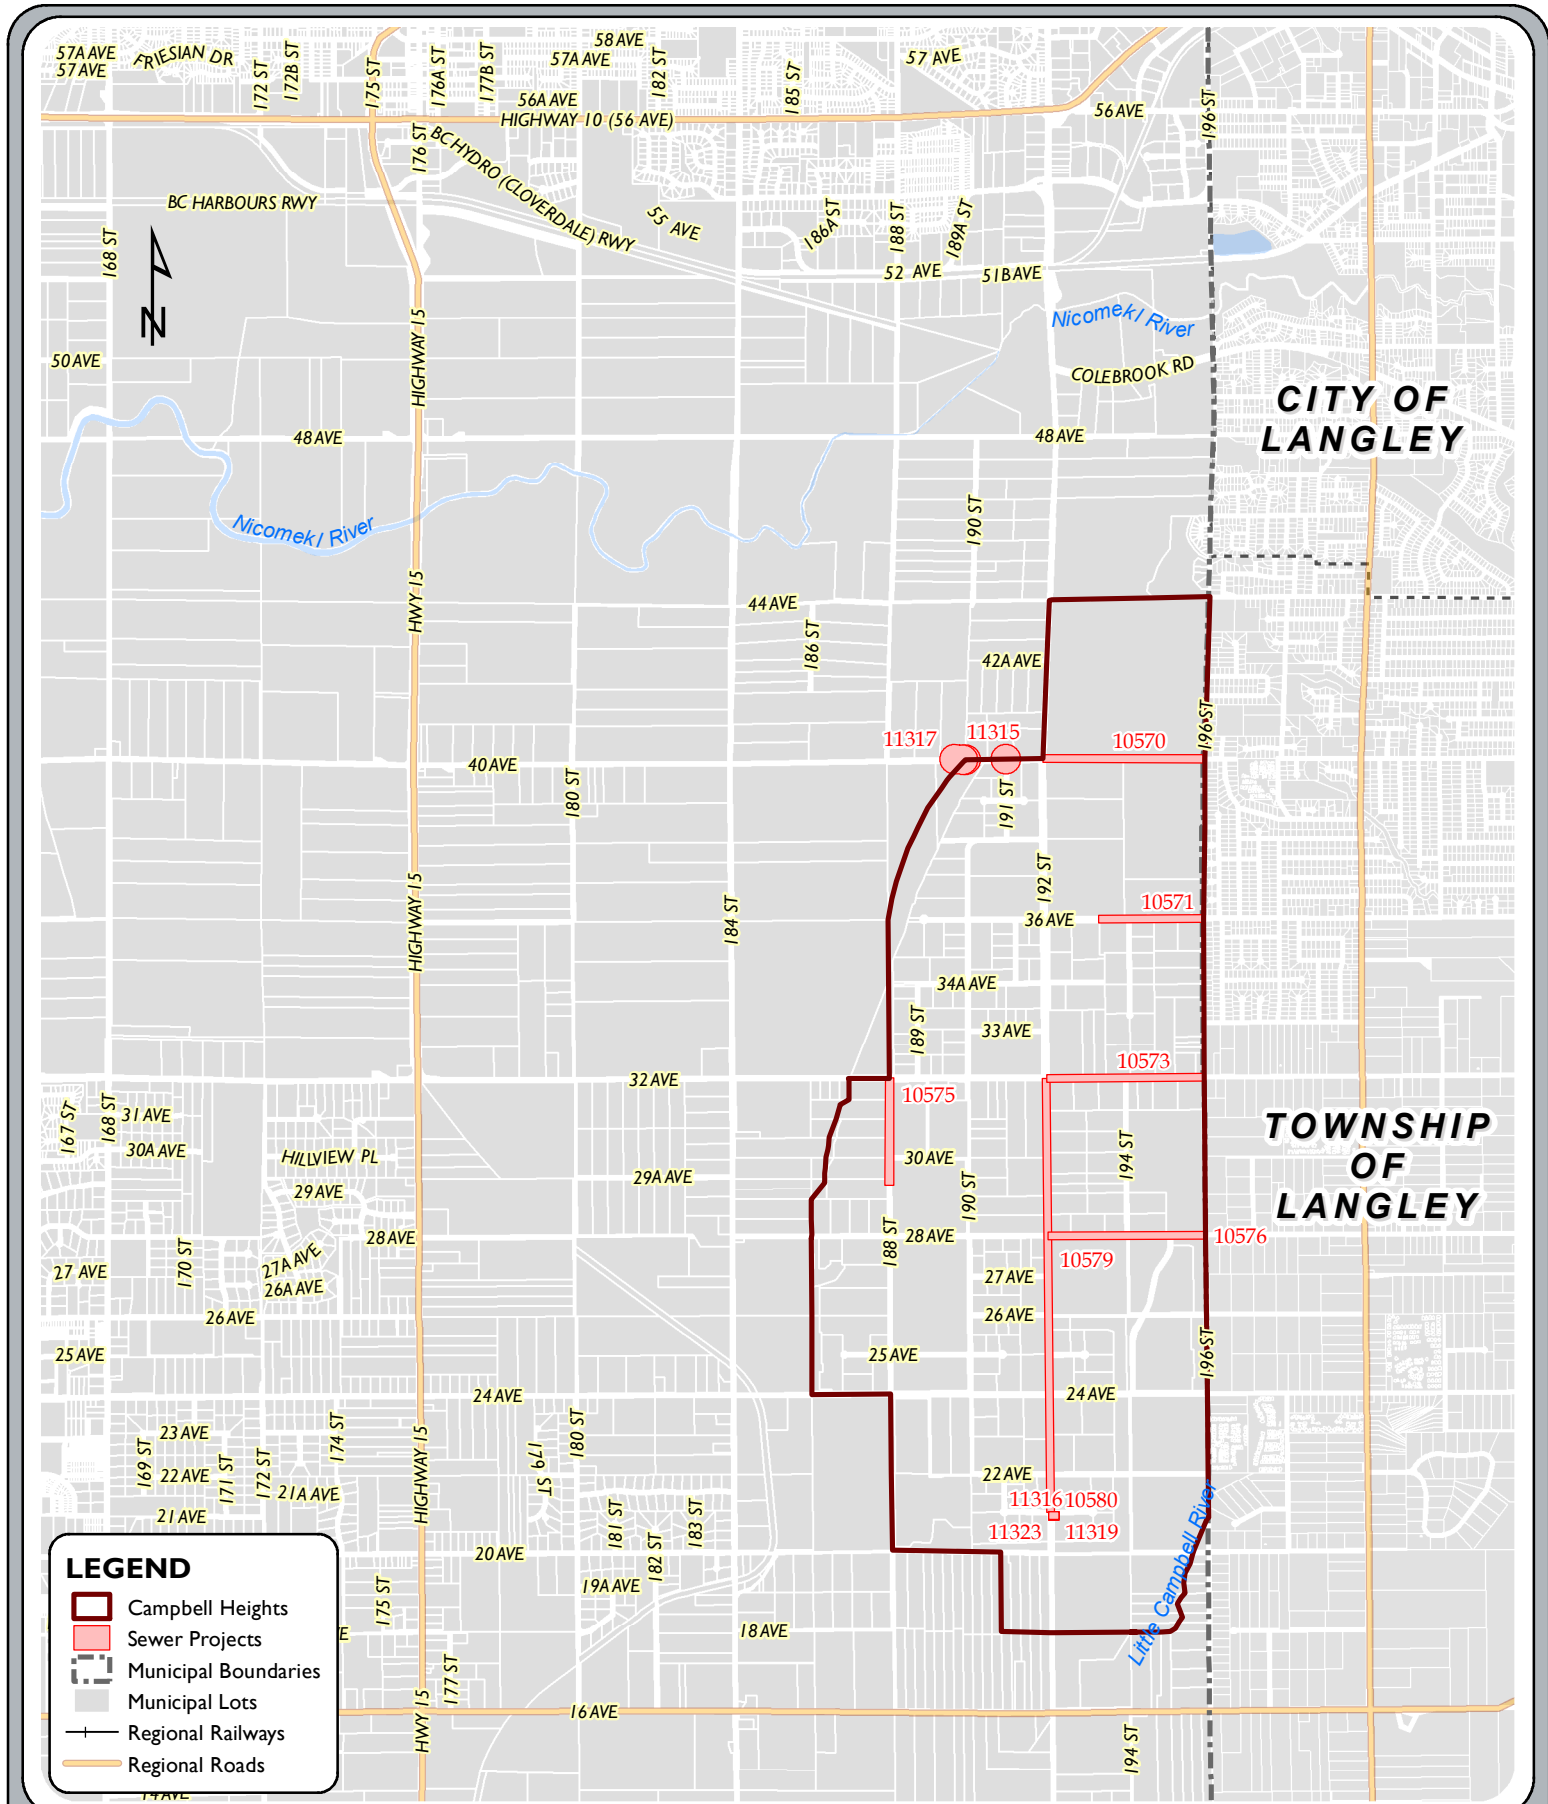 58 AVE
57A AVE
FRIESIAN DR
57A AVE
57 AVE
57 AVE
172 ST
172B ST
175 ST
176A ST
177B ST
182 ST
185 ST
56A AVE
56 AVE
196 ST
HIGHWAY 10 (56 AVE)
176 ST
BC HYDRO (CLOVERDALE) RWY
BC HARBOURS RWY
55 AVE
186A ST
188 ST
189A ST
168 ST
52 AVE
51B AVE
N
Nicomekl River
HIGHWAY 15
50 AVE
COLEBROOK RD
CITY OF
LANGLEY
48 AVE
48 AVE
190 ST
Nicomekl River
HWY 15
44 AVE
186 ST
42A AVE
196 ST
11317
11315
10570
40 AVE
180 ST
191 ST
192 ST
HIGHWAY 15
184 ST
10571
36 AVE
34A AVE
189 ST
33 AVE
10573
32 AVE
10575
167 ST
168 ST
31 AVE
30A AVE
HILLVIEW PL
29A AVE
30 AVE
194 ST
TOWNSHIP
OF
LANGLEY
29 AVE
190 ST
28 AVE
188 ST
28 AVE
10576
10579
170 ST
27 AVE
27A AVE
27 AVE
26A AVE
26 AVE
26 AVE
25 AVE
25 AVE
196 ST
24 AVE
24 AVE
23 AVE
174 ST
180 ST
169 ST
22 AVE
171 ST
172 ST
HIGHWAY 15
179 ST
22 AVE
21A AVE
21 AVE
181 ST
182 ST
183 ST
11316
10580
11323
11319
20 AVE
Little Campbell River
19A AVE
175 ST
18 AVE
177 ST
HWY 15
16 AVE
194 ST
14 AVE
LEGEND
Campbell Heights
Sewer Projects
Municipal Boundaries
Municipal Lots
Regional Railways
Regional Roads